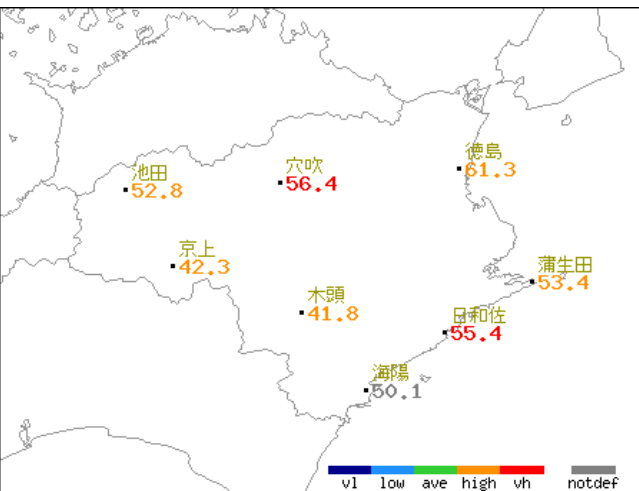 徳島
61.3
穴吹
56.4
池田
52.8
京上
42.3
蒲生田
53.4
木頭
41.8
日和佐
55.4
海陽
50.1
vl low ave high vh notdef